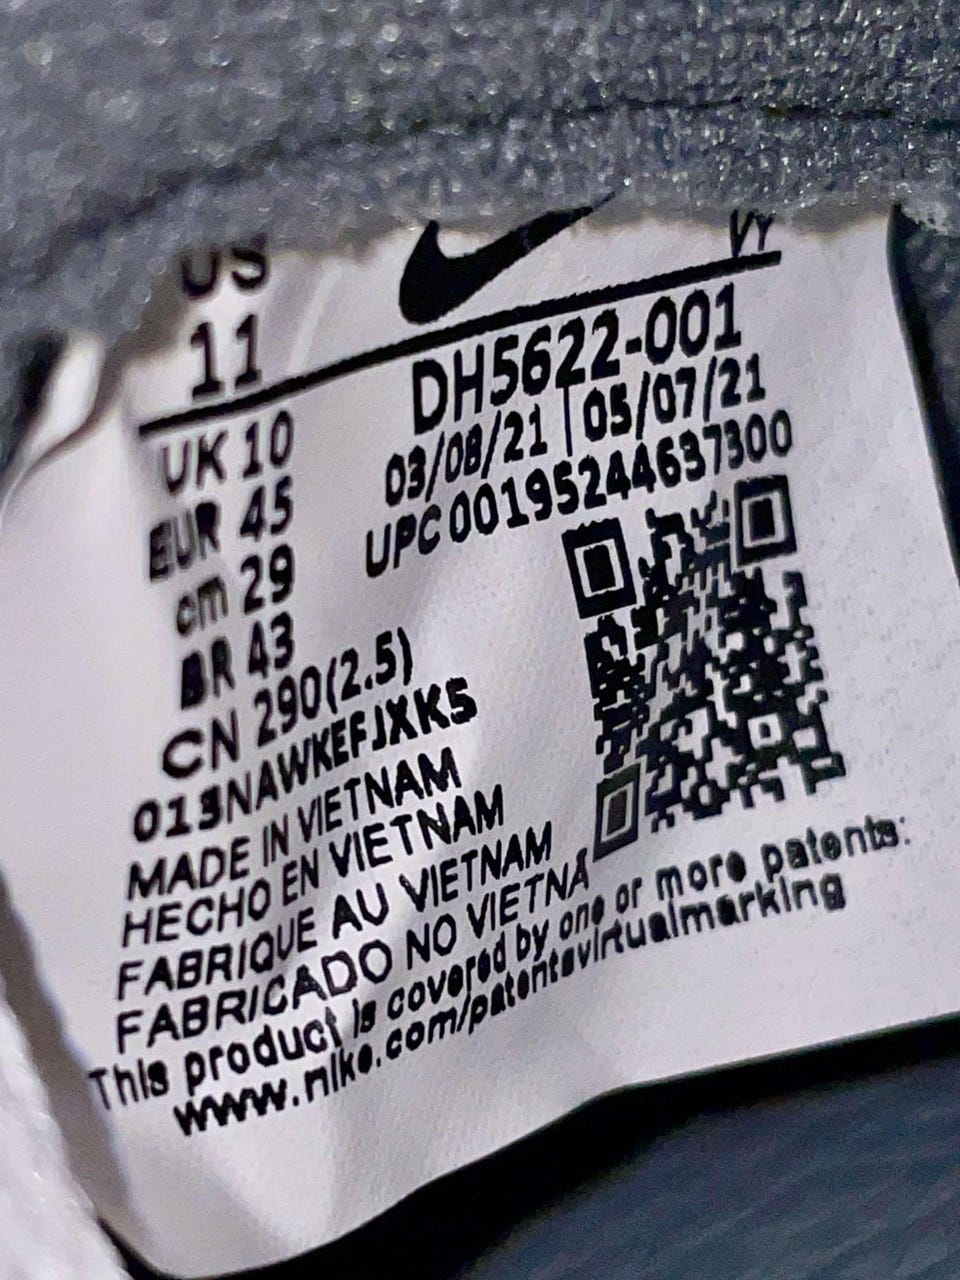 US
11
VY
UK 10
EUR 45
cm 29
BR 43
CN 290(2.5)
DH5622-001
03/08/21 | 05/07/21
UPC 00195244637300
013NAWKEFJXK5
MADE IN VIETNAM
HECHO EN VIETNAM
FABRIQUE AU VIETNAM
FABRICADO NO VIETNÃ
This product is covered by one or more patents:
www.nike.com/patentsvirtualmarking